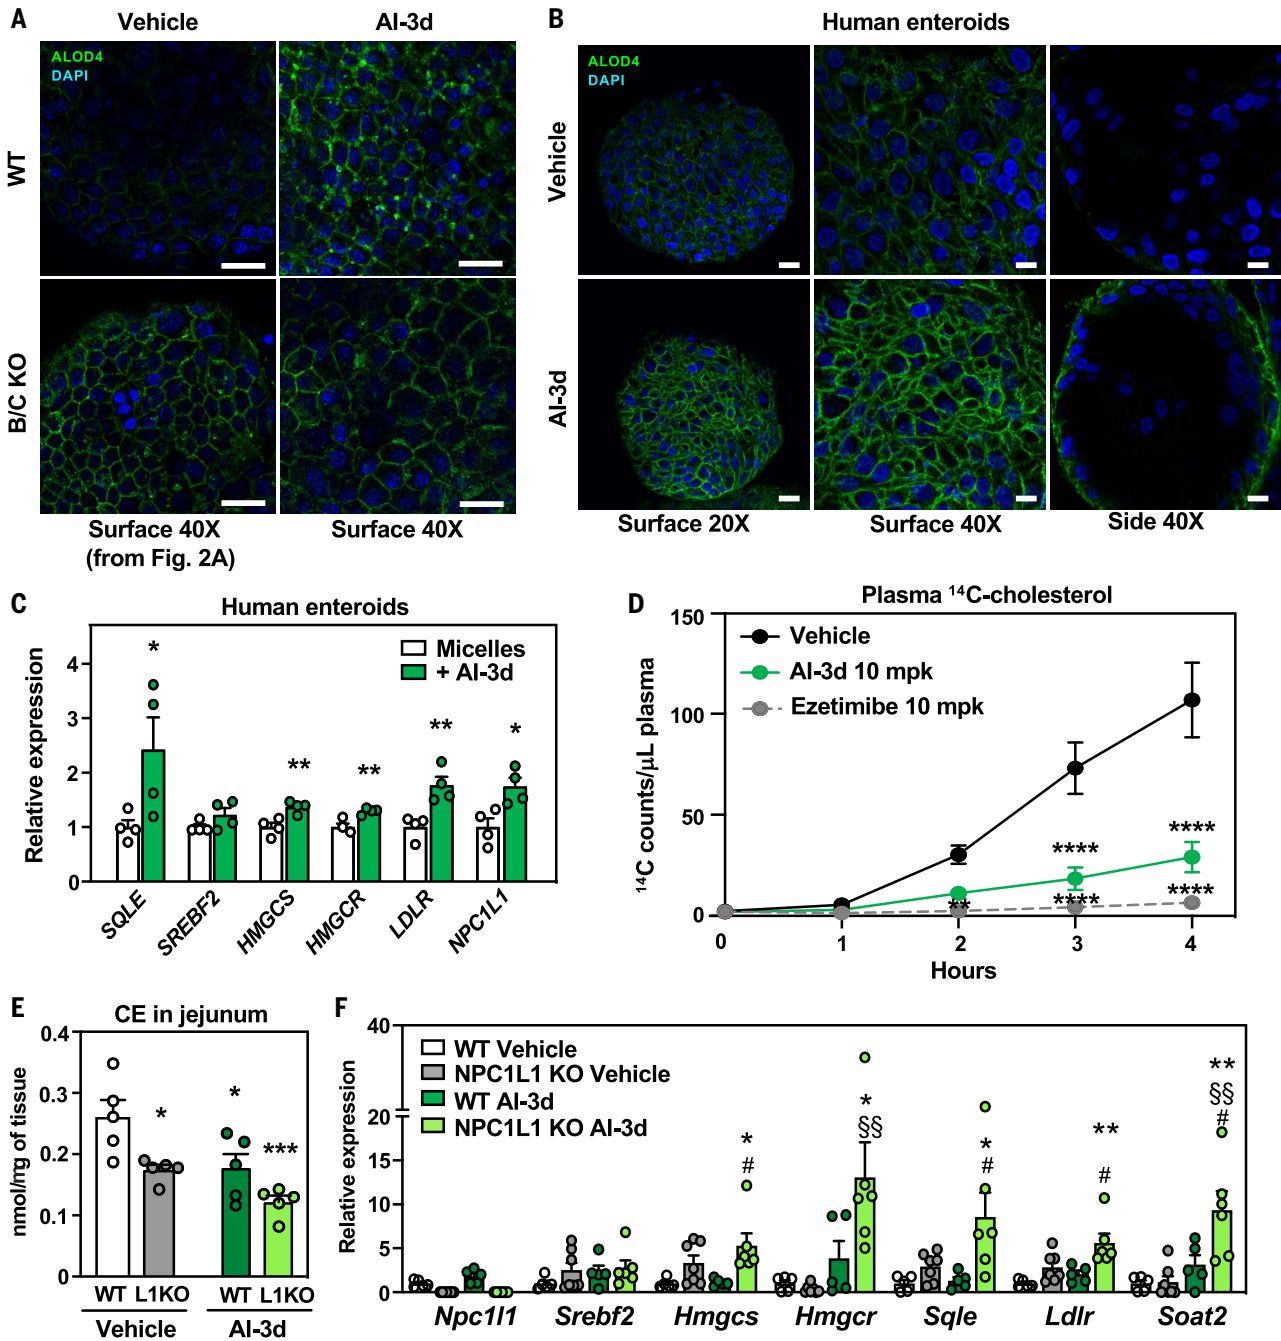 A
Vehicle
AI-3d
ALOD4
DAPI
WT
B/C KO
Surface 40X
(from Fig. 2A)
Surface 40X
B
Human enteroids
ALOD4
DAPI
Vehicle
AI-3d
Surface 20X
Surface 40X
Side 40X
C
Human enteroids
Relative expression
Micelles
+ AI-3d
4
3
2
1
0
*
**
**
**
*
SQLE
SREBF2
HMGCS
HMGCR
LDLR
NPC1L1
D
Plasma ¹⁴C-cholesterol
¹⁴C counts/μL plasma
150
100
50
0
Vehicle
AI-3d 10 mpk
Ezetimibe 10 mpk
****
****
**
****
****
0 1 2 3 4
Hours
E
CE in jejunum
nmol/mg of tissue
0.4
0.3
0.2
0.1
0
*
*
***
WT L1KO WT L1KO
Vehicle AI-3d
F
Relative expression
40
20
15
10
5
0
WT Vehicle
NPC1L1 KO Vehicle
WT AI-3d
NPC1L1 KO AI-3d
*
#
*
§§
*
#
**
#
**
§§
#
Npc1l1 Srebf2 Hmgcs Hmgcr Sqle Ldlr Soat2